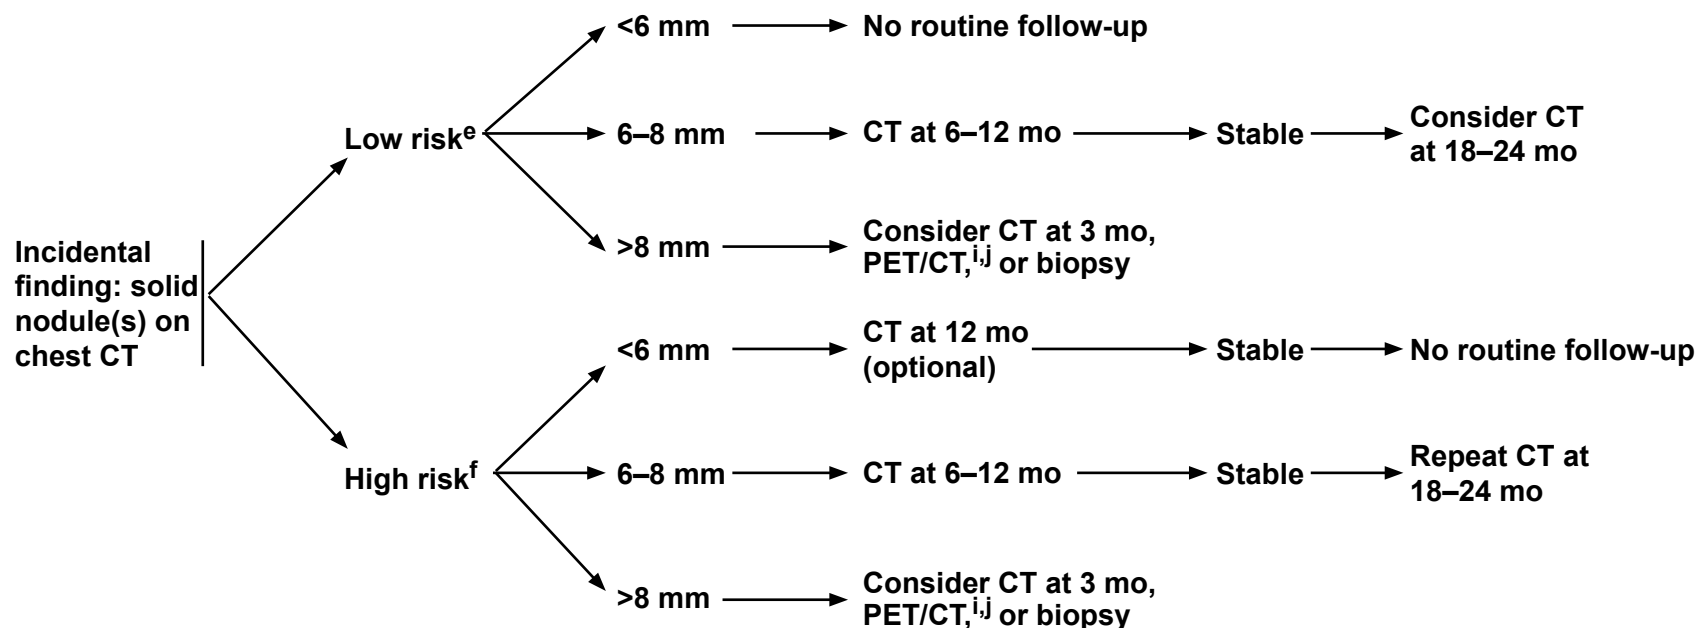 Incidental
finding: solid
nodule(s) on
chest CT
Low risk^e
<6 mm
No routine follow-up
6–8 mm
CT at 6–12 mo
Stable
Consider CT
at 18–24 mo
>8 mm
Consider CT at 3 mo,
PET/CT,^i,j or biopsy
High risk^f
<6 mm
CT at 12 mo
(optional)
Stable
No routine follow-up
6–8 mm
CT at 6–12 mo
Stable
Repeat CT at
18–24 mo
>8 mm
Consider CT at 3 mo,
PET/CT,^i,j or biopsy